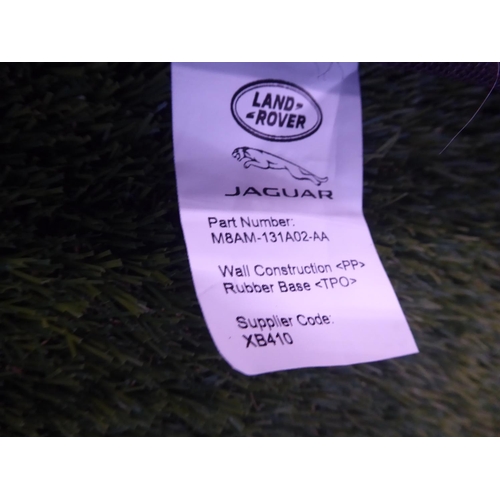 LAND
ROVER
JAGUAR
Part Number:
M8AM-131A02-AA
Wall Construction <PP>
Rubber Base <TPO>
Supplier Code:
XB410